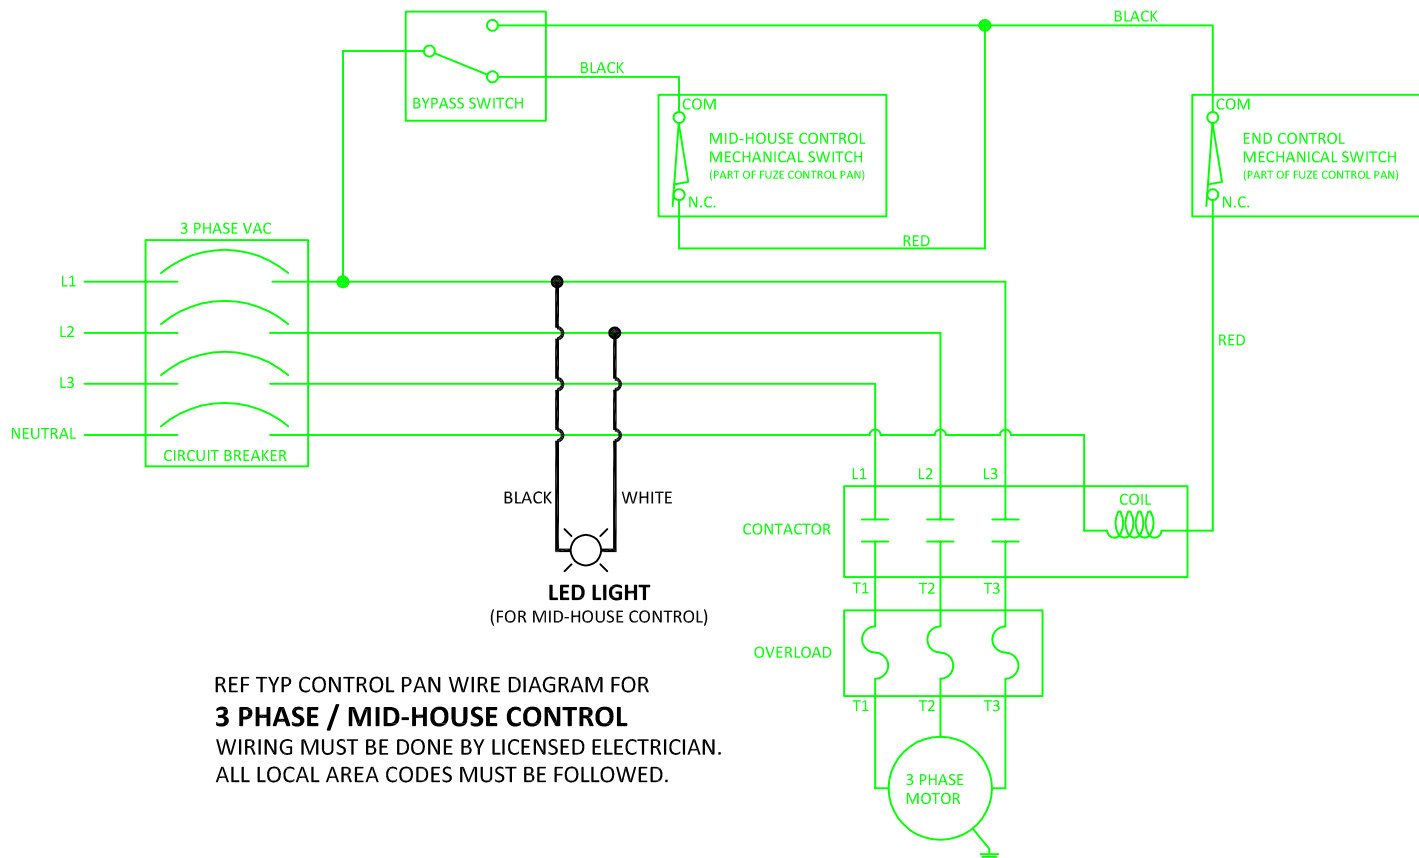 BLACK
BLACK
BYPASS SWITCH
COM
MID-HOUSE CONTROL
MECHANICAL SWITCH
(PART OF FUZE CONTROL PAN)
N.C.
COM
END CONTROL
MECHANICAL SWITCH
(PART OF FUZE CONTROL PAN)
N.C.
RED
3 PHASE VAC
L1
L2
L3
NEUTRAL
CIRCUIT BREAKER
RED
BLACK
WHITE
LED LIGHT
(FOR MID-HOUSE CONTROL)
L1
L2
L3
COIL
CONTACTOR
T1
T2
T3
OVERLOAD
T1
T2
T3
3 PHASE
MOTOR
REF TYP CONTROL PAN WIRE DIAGRAM FOR
3 PHASE / MID-HOUSE CONTROL
WIRING MUST BE DONE BY LICENSED ELECTRICIAN.
ALL LOCAL AREA CODES MUST BE FOLLOWED.